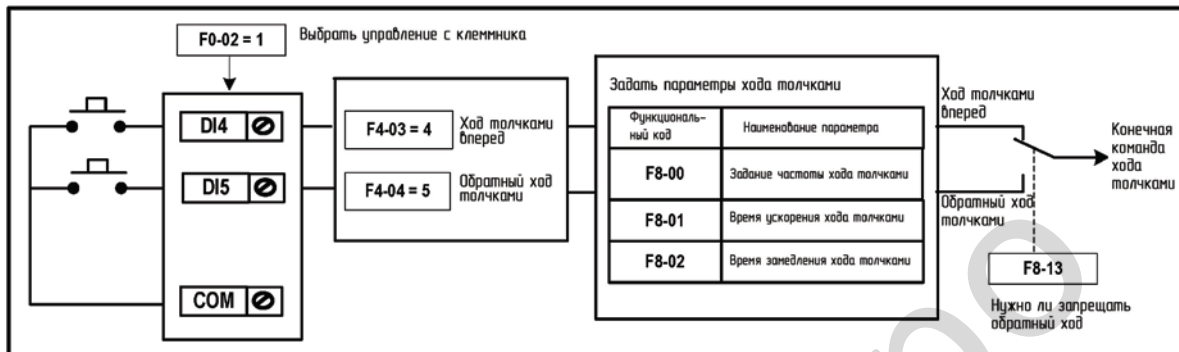 F0-02 = 1
Выбрать управление с клеммника
DI4
DI5
COM
F4-03 = 4
Ход толчками
вперед
F4-04 = 5
Обратный ход
толчками
Задать параметры хода толчками
Функциональ-
ный код
Наименование параметра
F8-00
Задание частоты хода толчками
F8-01
Время ускорения хода толчками
F8-02
Время замедления хода толчками
Ход толчками
вперед
Обратный ход
толчками
Конечная
команда
хода
толчками
F8-13
Нужно ли запрещать
обратный ход